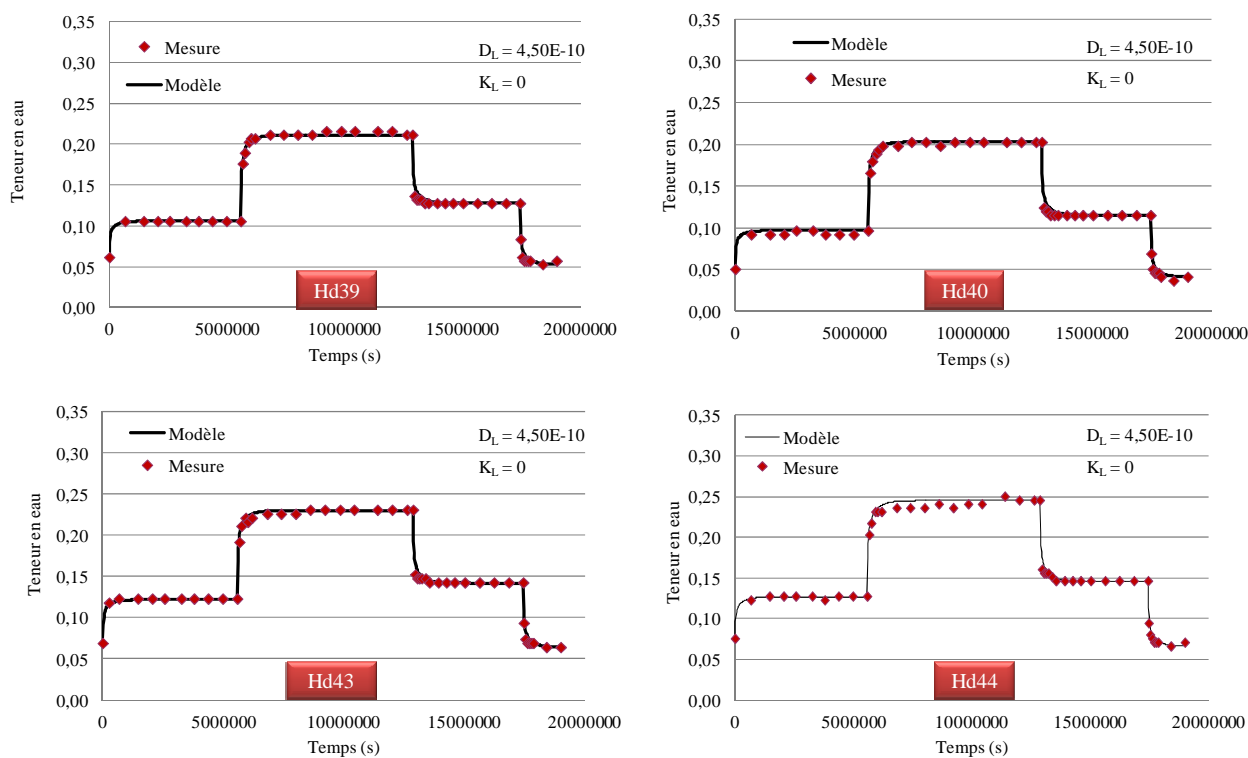 0,35
0,30
0,25
0,20
0,15
0,10
0,05
0,00
Teneur en eau
Mesure
Modèle
D_L = 4,50E-10
K_L = 0
Hd39
0 5000000 10000000 15000000 20000000
Temps (s)
0,35
0,30
0,25
0,20
0,15
0,10
0,05
0,00
Teneur en eau
Modèle
Mesure
D_L = 4,50E-10
K_L = 0
Hd40
0 5000000 10000000 15000000 20000000
Temps (s)
0,35
0,30
0,25
0,20
0,15
0,10
0,05
0,00
Teneur en eau
Modèle
Mesure
D_L = 4,50E-10
K_L = 0
Hd43
0 5000000 10000000 15000000 20000000
Temps (s)
0,35
0,30
0,25
0,20
0,15
0,10
0,05
0,00
Teneur en eau
Modèle
Mesure
D_L = 4,50E-10
K_L = 0
Hd44
0 5000000 10000000 15000000 20000000
Temps (s)